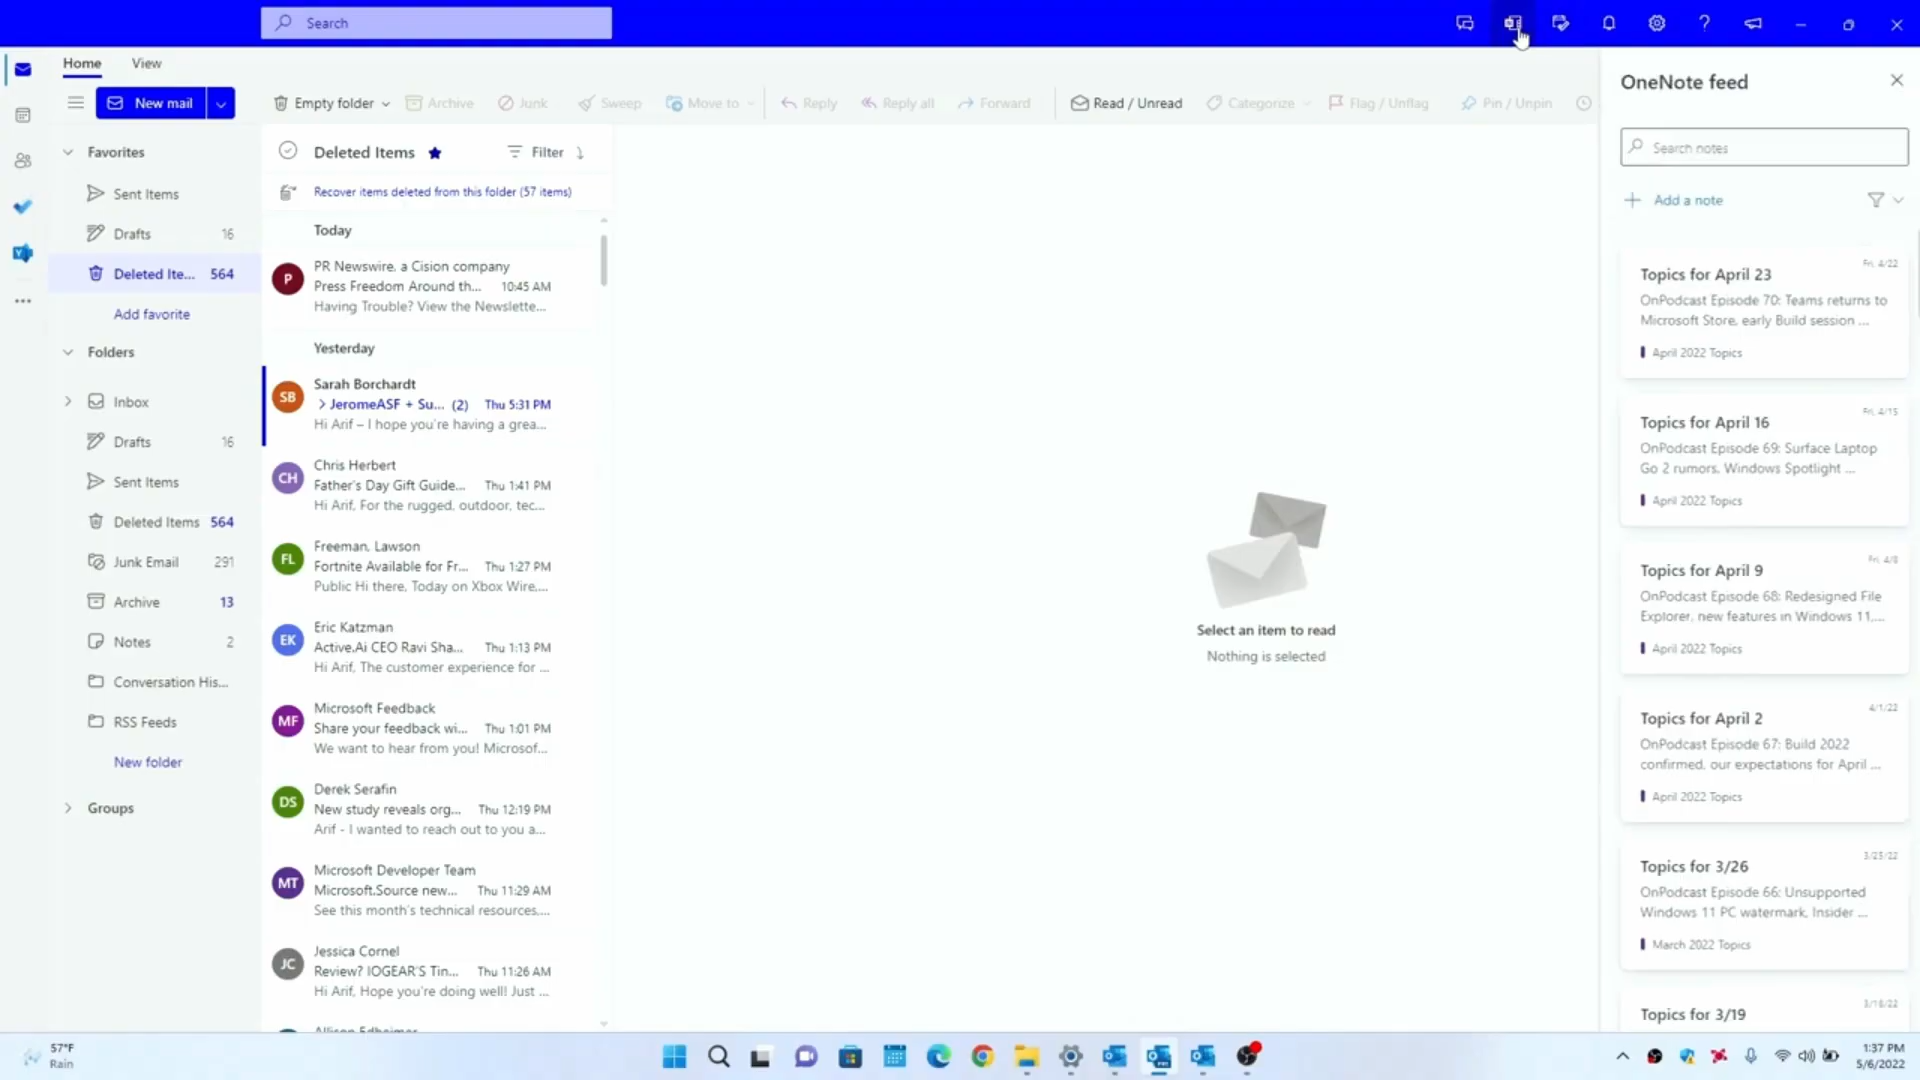 Search
Home
View
New mail
Empty folder
Archive
Junk
Sweep
Move to
Reply
Reply all
Forward
Read / Unread
Categorize
Flag / Unflag
Pin / Unpin
Favorites
Sent Items
Drafts 16
Deleted Ite... 564
Add favorite
Folders
Inbox
Drafts 16
Sent Items
Deleted Items 564
Junk Email 291
Archive 13
Notes 2
Conversation His...
RSS Feeds
New folder
Groups
Deleted Items
Filter
Recover items deleted from this folder (57 items)
Today
P
PR Newswire, a Cision company
Press Freedom Around th... 10:45 AM
Having Trouble? View the Newslette...
Yesterday
SB
Sarah Borchardt
JeromeASF + Su... (2) Thu 5:31 PM
Hi Arif – I hope you're having a grea...
CH
Chris Herbert
Father's Day Gift Guide... Thu 1:41 PM
Hi Arif, For the rugged, outdoor, tec...
FL
Freeman, Lawson
Fortnite Available for Fr... Thu 1:27 PM
Public Hi there, Today on Xbox Wire,...
EK
Eric Katzman
Active.Ai CEO Ravi Sha... Thu 1:13 PM
Hi Arif, The customer experience for ...
MF
Microsoft Feedback
Share your feedback wi... Thu 1:01 PM
We want to hear from you! Microsof...
DS
Derek Serafin
New study reveals org... Thu 12:19 PM
Arif - I wanted to reach out to you a...
MT
Microsoft Developer Team
Microsoft.Source new... Thu 11:29 AM
See this month's technical resources,...
JC
Jessica Cornel
Review? IOGEAR'S Tin... Thu 11:26 AM
Hi Arif, Hope you're doing well! Just ...
Select an item to read
Nothing is selected
OneNote feed
Search notes
Add a note
Fri, 4/22
Topics for April 23
OnPodcast Episode 70: Teams returns to
Microsoft Store, early Build session ...
April 2022 Topics
Fri, 4/15
Topics for April 16
OnPodcast Episode 69: Surface Laptop
Go 2 rumors, Windows Spotlight ...
April 2022 Topics
Fri, 4/8
Topics for April 9
OnPodcast Episode 68: Redesigned File
Explorer, new features in Windows 11,...
April 2022 Topics
4/1/22
Topics for April 2
OnPodcast Episode 67: Build 2022
confirmed, our expectations for April ...
April 2022 Topics
3/25/22
Topics for 3/26
OnPodcast Episode 66: Unsupported
Windows 11 PC watermark, Insider ...
March 2022 Topics
3/18/22
Topics for 3/19
57°F
Rain
1:37 PM
5/6/2022